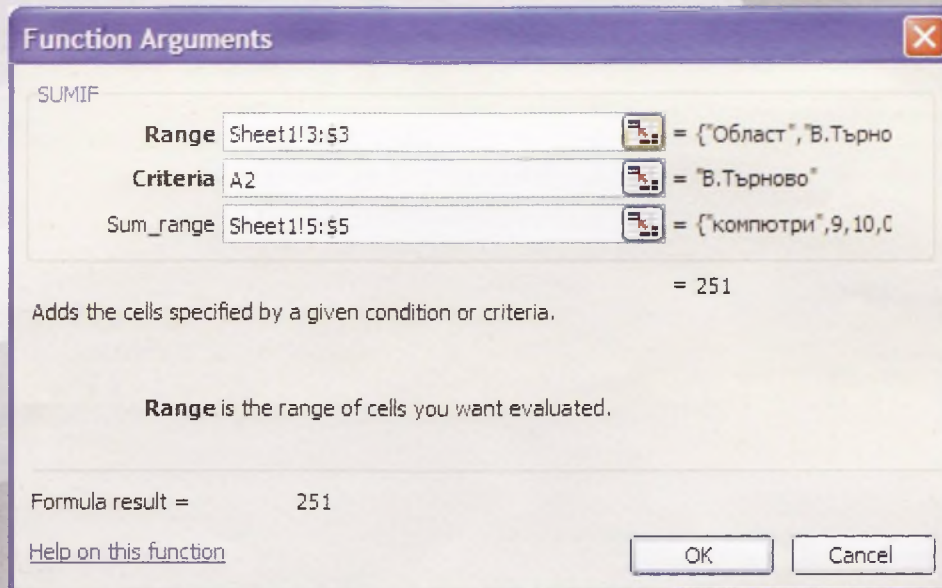 Function Arguments
SUMIF
Range Sheet1!3:$3 = {"Област","В.Търно
Criteria A2 = "В.Търново"
Sum_range Sheet1!5:$5 = {"компютри",9,10,0
= 251
Adds the cells specified by a given condition or criteria.
Range is the range of cells you want evaluated.
Formula result = 251
Help on this function
OK Cancel